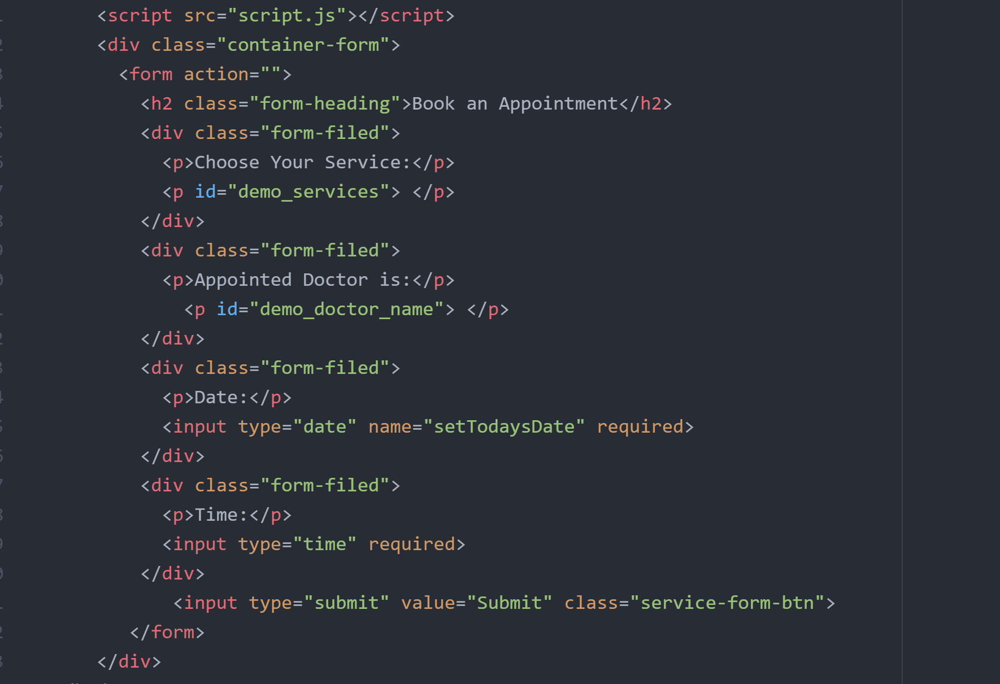 <script src="script.js"></script>
<div class="container-form">
<form action="">
<h2 class="form-heading">Book an Appointment</h2>
<div class="form-filed">
<p>Choose Your Service:</p>
<p id="demo_services"> </p>
</div>
<div class="form-filed">
<p>Appointed Doctor is:</p>
<p id="demo_doctor_name"> </p>
</div>
<div class="form-filed">
<p>Date:</p>
<input type="date" name="setTodaysDate" required>
</div>
<div class="form-filed">
<p>Time:</p>
<input type="time" required>
</div>
<input type="submit" value="Submit" class="service-form-btn">
</form>
</div>